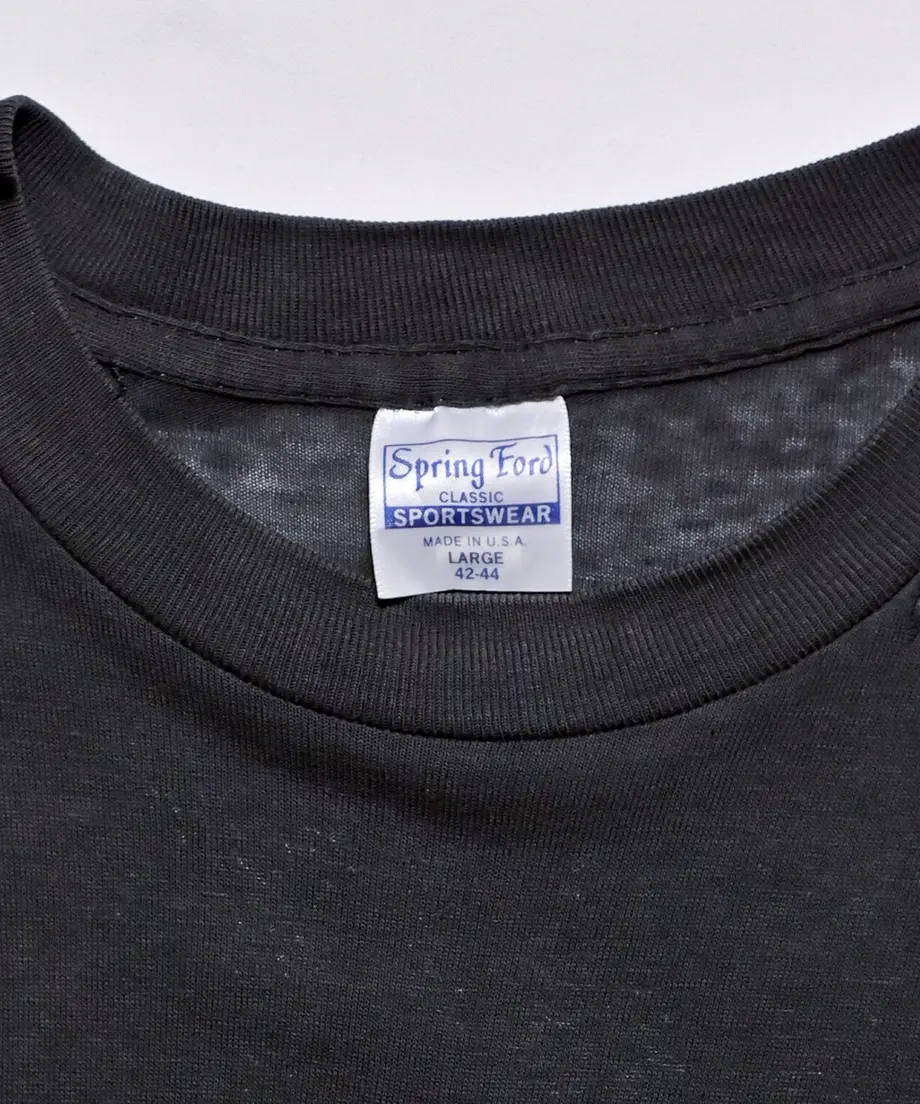 Spring Ford
CLASSIC
SPORTSWEAR
MADE IN U.S.A.
LARGE
42-44